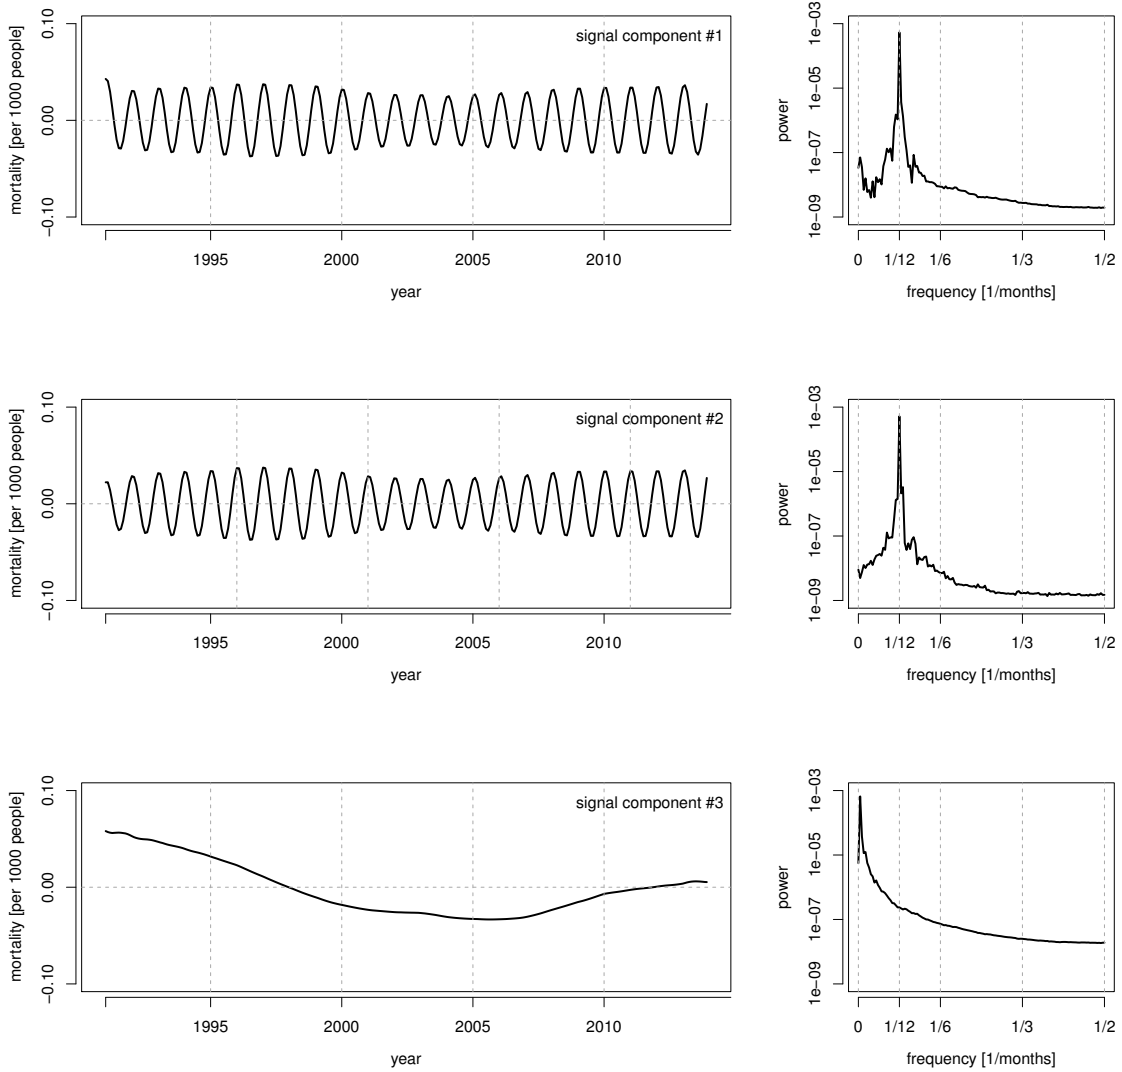 signal component #1
mortality [per 1000 people]
0.10
0.00
−0.10
1995 2000 2005 2010
year
power
1e−03
1e−05
1e−07
1e−09
0 1/12 1/6 1/3 1/2
frequency [1/months]
signal component #2
mortality [per 1000 people]
0.10
0.00
−0.10
1995 2000 2005 2010
year
power
1e−03
1e−05
1e−07
1e−09
0 1/12 1/6 1/3 1/2
frequency [1/months]
signal component #3
mortality [per 1000 people]
0.10
0.00
−0.10
1995 2000 2005 2010
year
power
1e−03
1e−05
1e−07
1e−09
0 1/12 1/6 1/3 1/2
frequency [1/months]